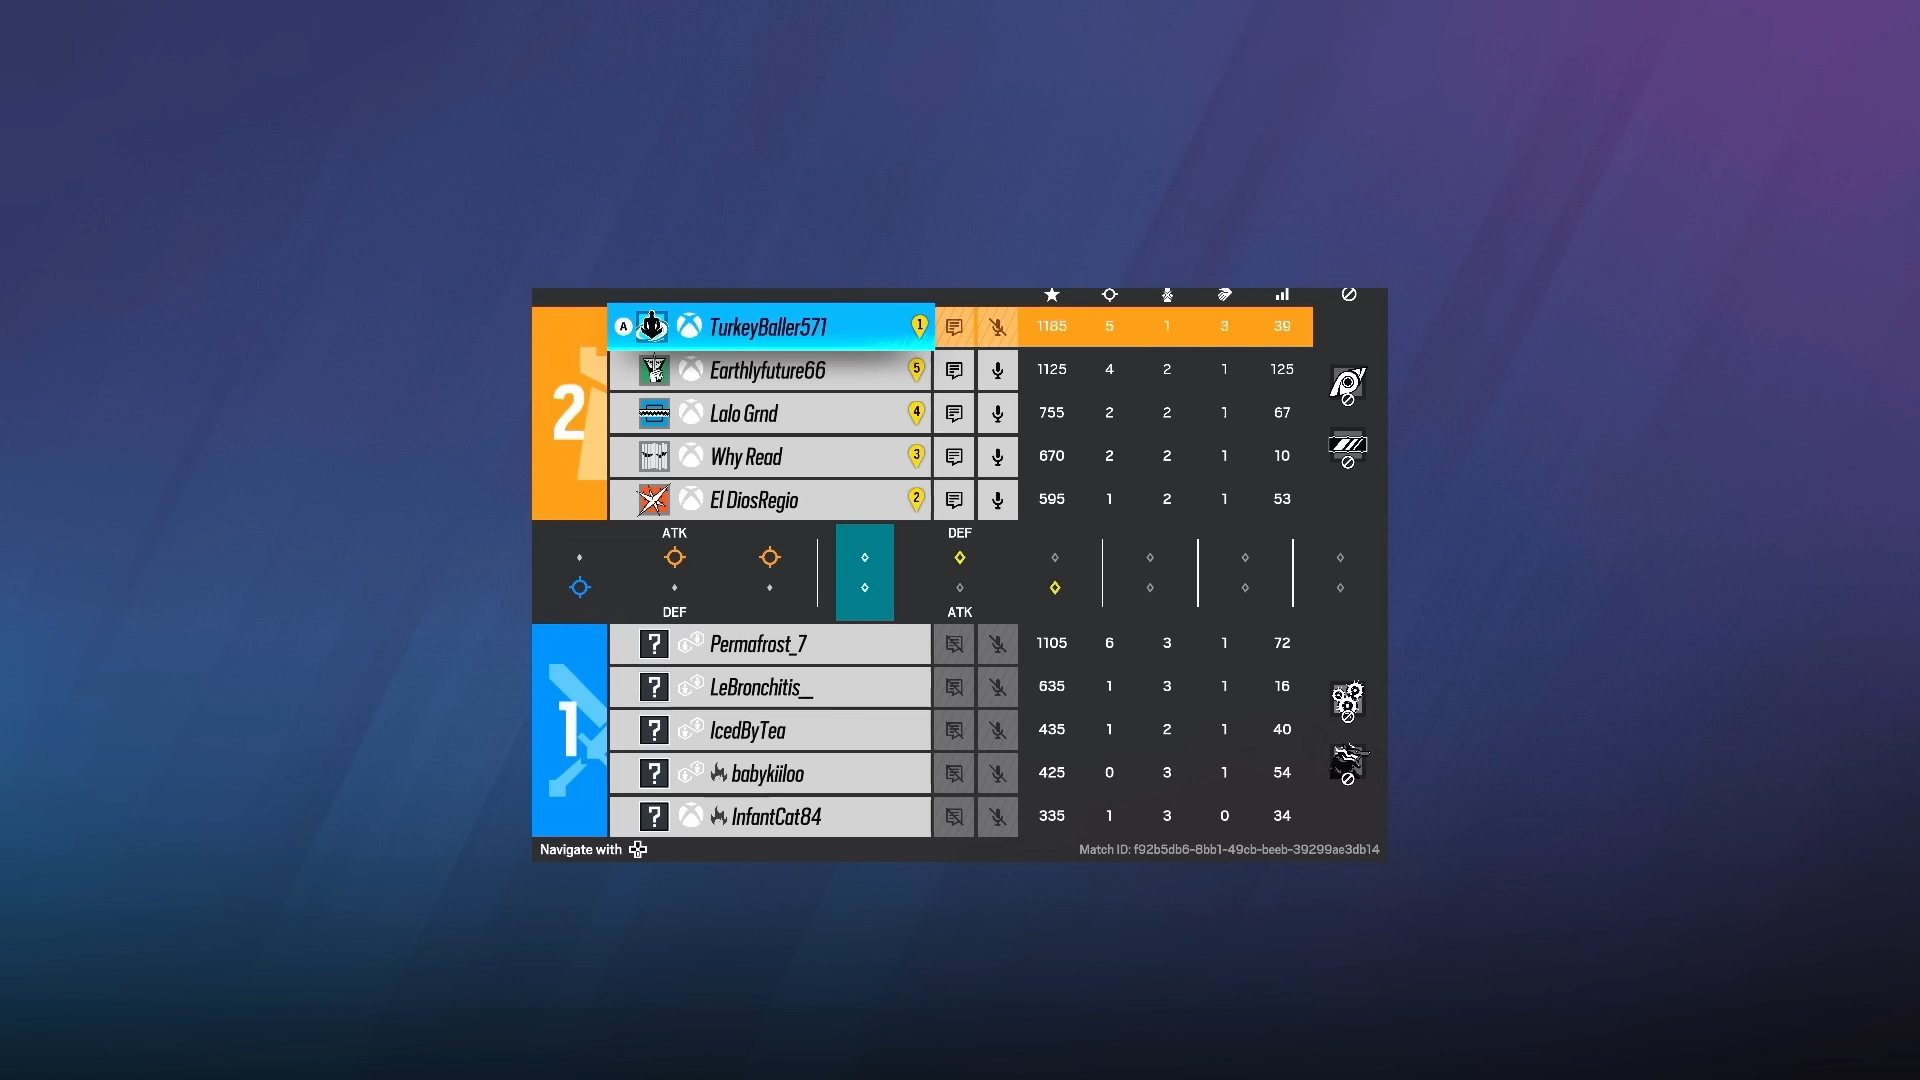 A TurkeyBaller571 1 1185 5 1 3 39
Earthlyfuture66 5 1125 4 2 1 125
2
Lalo Grnd 4 755 2 2 1 67
Why Read 3 670 2 2 1 10
El DiosRegio 2 595 1 2 1 53
ATK DEF
DEF ATK
? Permafrost_7 1105 6 3 1 72
? LeBronchitis__ 635 1 3 1 16
1
? IcedByTea 435 1 2 1 40
? babykiiloo 425 0 3 1 54
? InfantCat84 335 1 3 0 34
Navigate with Match ID: f92b5db6-8bb1-49cb-beeb-39299ae3db14